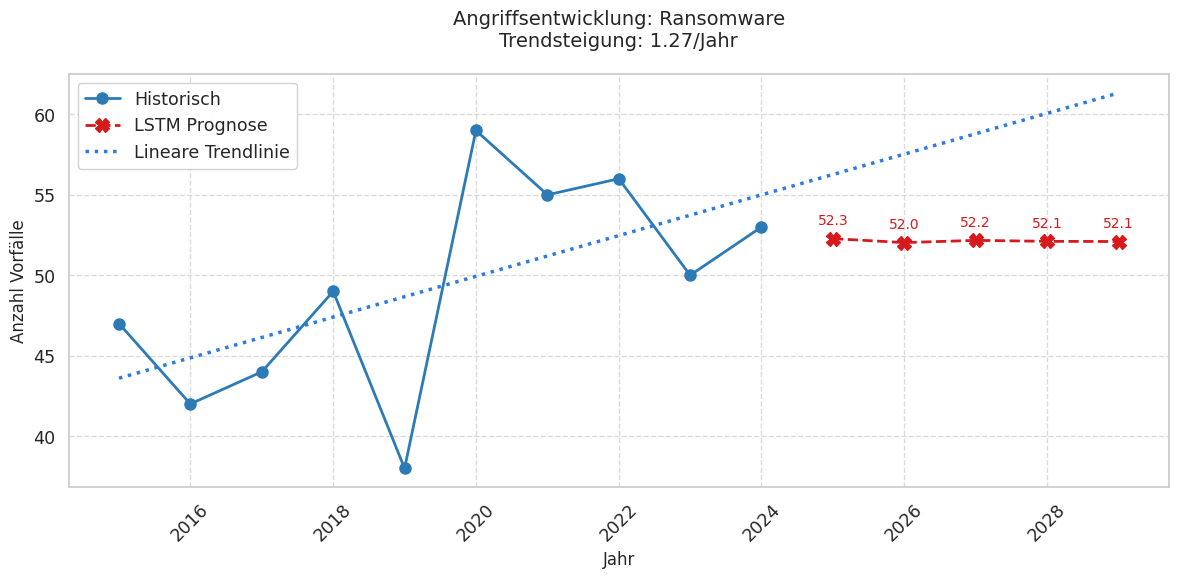 Angriffsentwicklung: Ransomware
Trendsteigung: 1.27/Jahr
Historisch
LSTM Prognose
Lineare Trendlinie
Anzahl Vorfälle
60
55
50
45
40
52.3
52.0
52.2
52.1
52.1
2016
2018
2020
2022
2024
2026
2028
Jahr